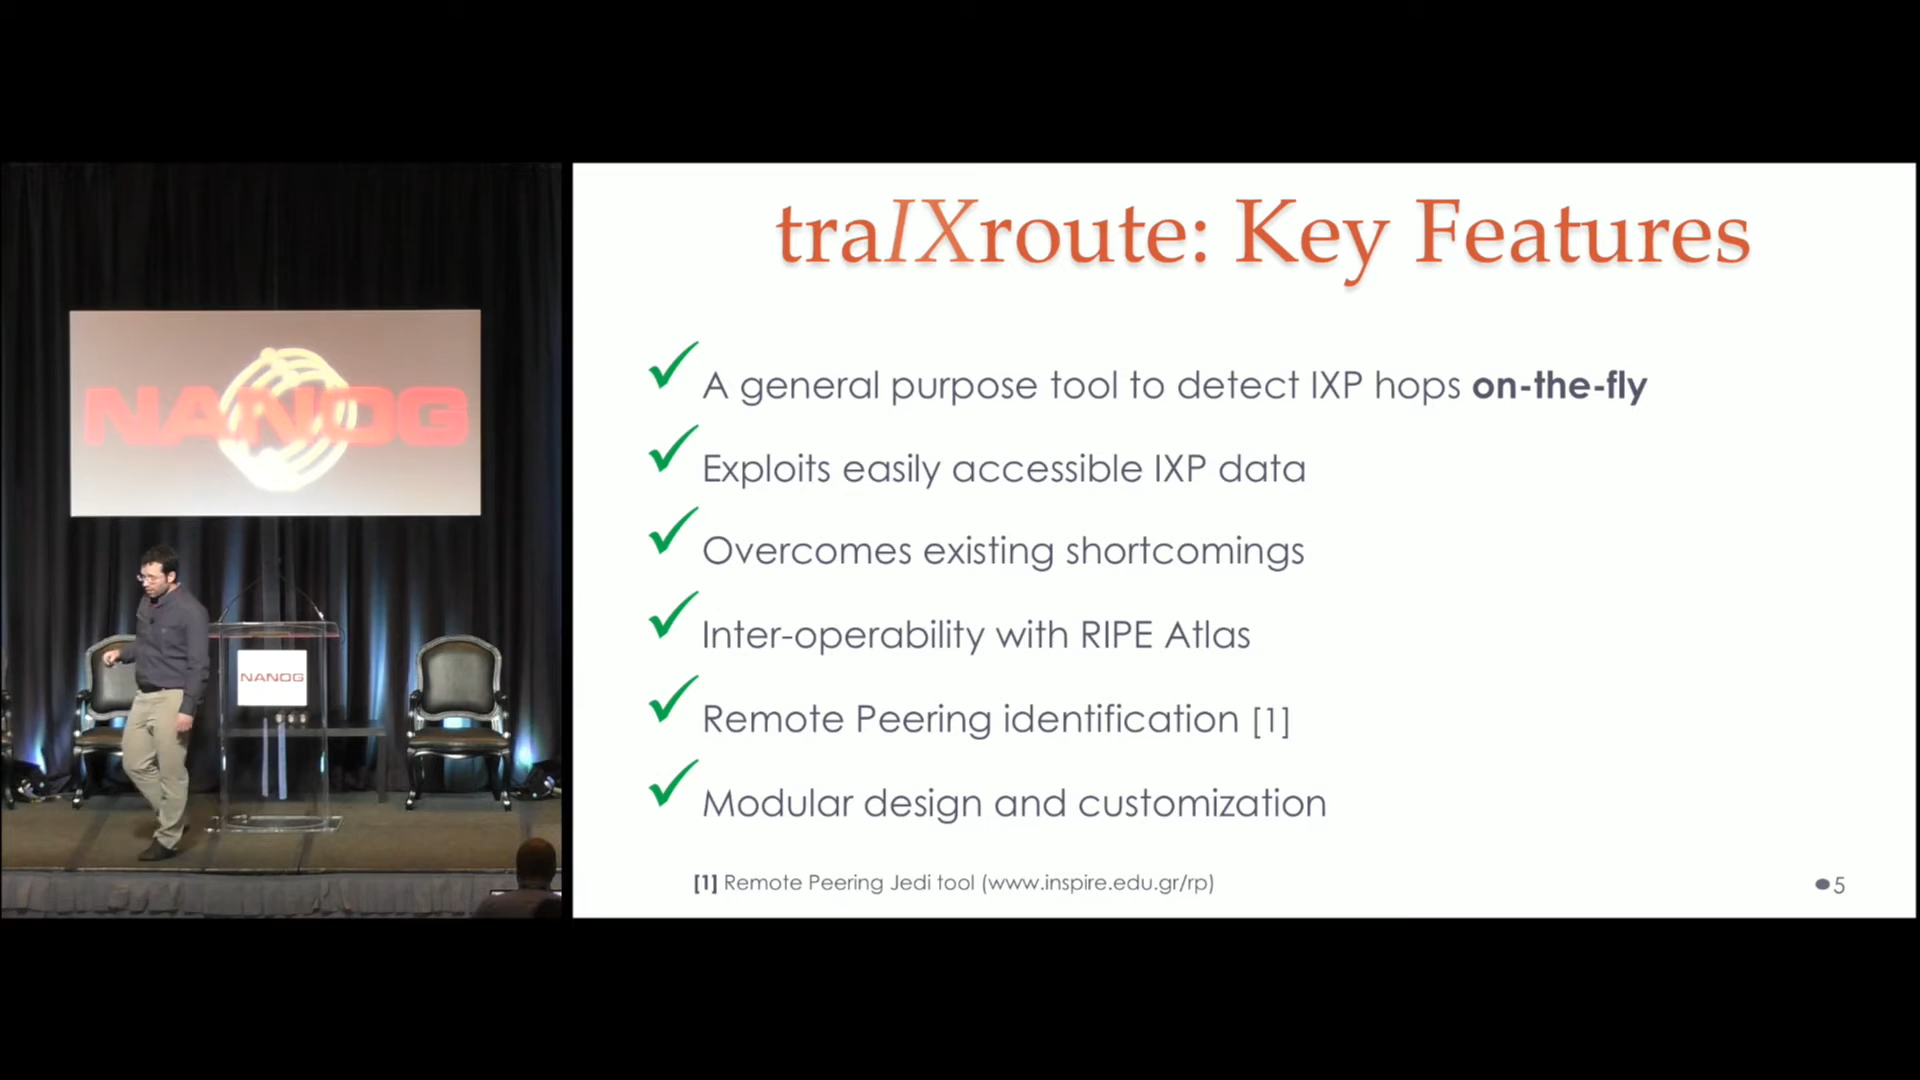 NANOG
NANOG
traIXroute: Key Features
✓ A general purpose tool to detect IXP hops on-the-fly
✓ Exploits easily accessible IXP data
✓ Overcomes existing shortcomings
✓ Inter-operability with RIPE Atlas
✓ Remote Peering identification [1]
✓ Modular design and customization
[1] Remote Peering Jedi tool (www.inspire.edu.gr/rp)
5